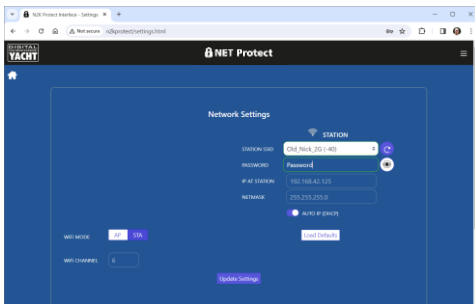 N2K Protect Interface - Settings
Not secure n2kprotect/settings.html
DIGITAL
YACHT
NET Protect
Network Settings
STATION
STATION SSID Old_Nick_2G (-40)
PASSWORD Password
IP AT STATION 192.168.42.125
NETMASK 255.255.255.0
AUTO IP (DHCP)
WIFI MODE AP STA Load Defaults
WIFI CHANNEL 6
Update Settings